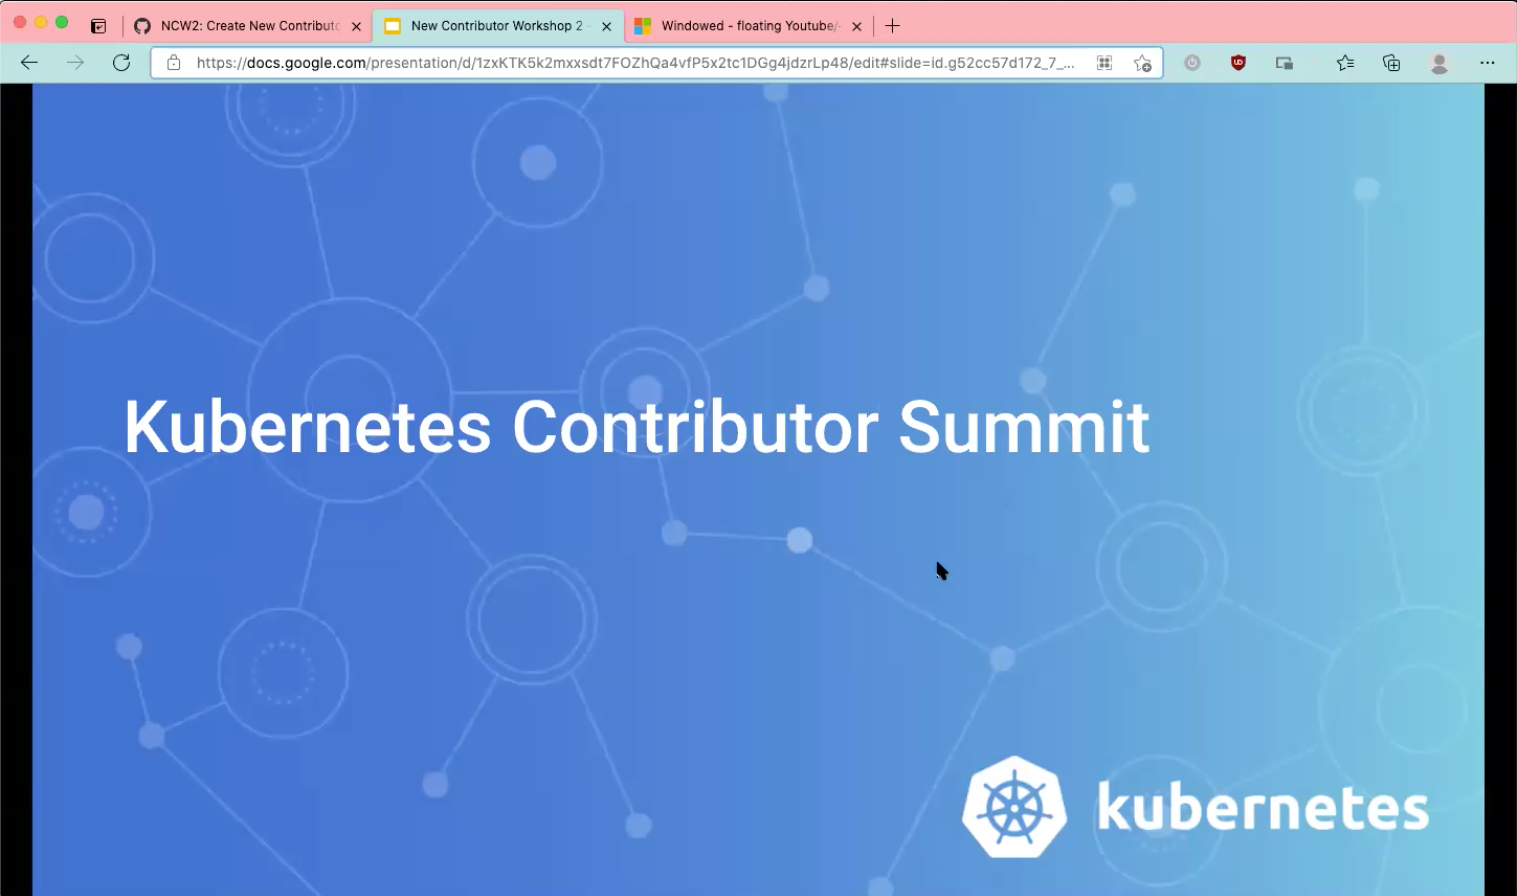 NCW2: Create New Contributo
New Contributor Workshop 2 -
Windowed - floating Youtube/
https://docs.google.com/presentation/d/1zxKTK5k2mxxsdt7FOZhQa4vfP5x2tc1DGg4jdzrLp48/edit#slide=id.g52cc57d172_7_...
Kubernetes Contributor Summit
kubernetes